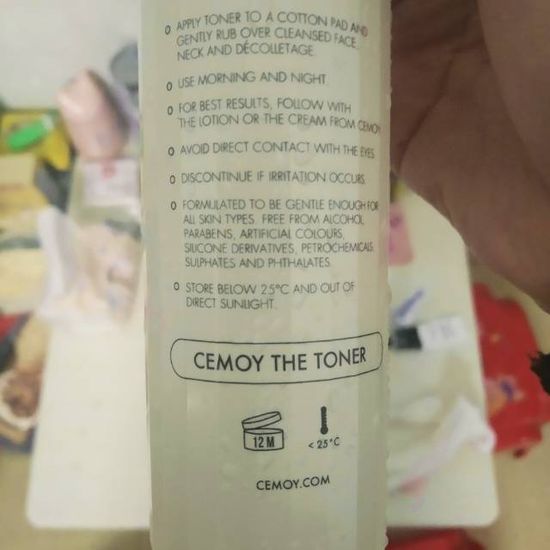 APPLY TONER TO A COTTON PAD AND
GENTLY RUB OVER CLEANSED FACE,
NECK AND DÉCOLLETAGE.
USE MORNING AND NIGHT.
FOR BEST RESULTS, FOLLOW WITH
THE LOTION OR THE CREAM FROM CEMOY
AVOID DIRECT CONTACT WITH THE EYES
DISCONTINUE IF IRRITATION OCCURS.
FORMULATED TO BE GENTLE ENOUGH FOR
ALL SKIN TYPES. FREE FROM ALCOHOL,
PARABENS, ARTIFICIAL COLOURS,
SILICONE DERIVATIVES, PETROCHEMICALS,
SULPHATES AND PHTHALATES.
STORE BELOW 25°C AND OUT OF
DIRECT SUNLIGHT.
CEMOY THE TONER
12 M
<25°C
CEMOY.COM